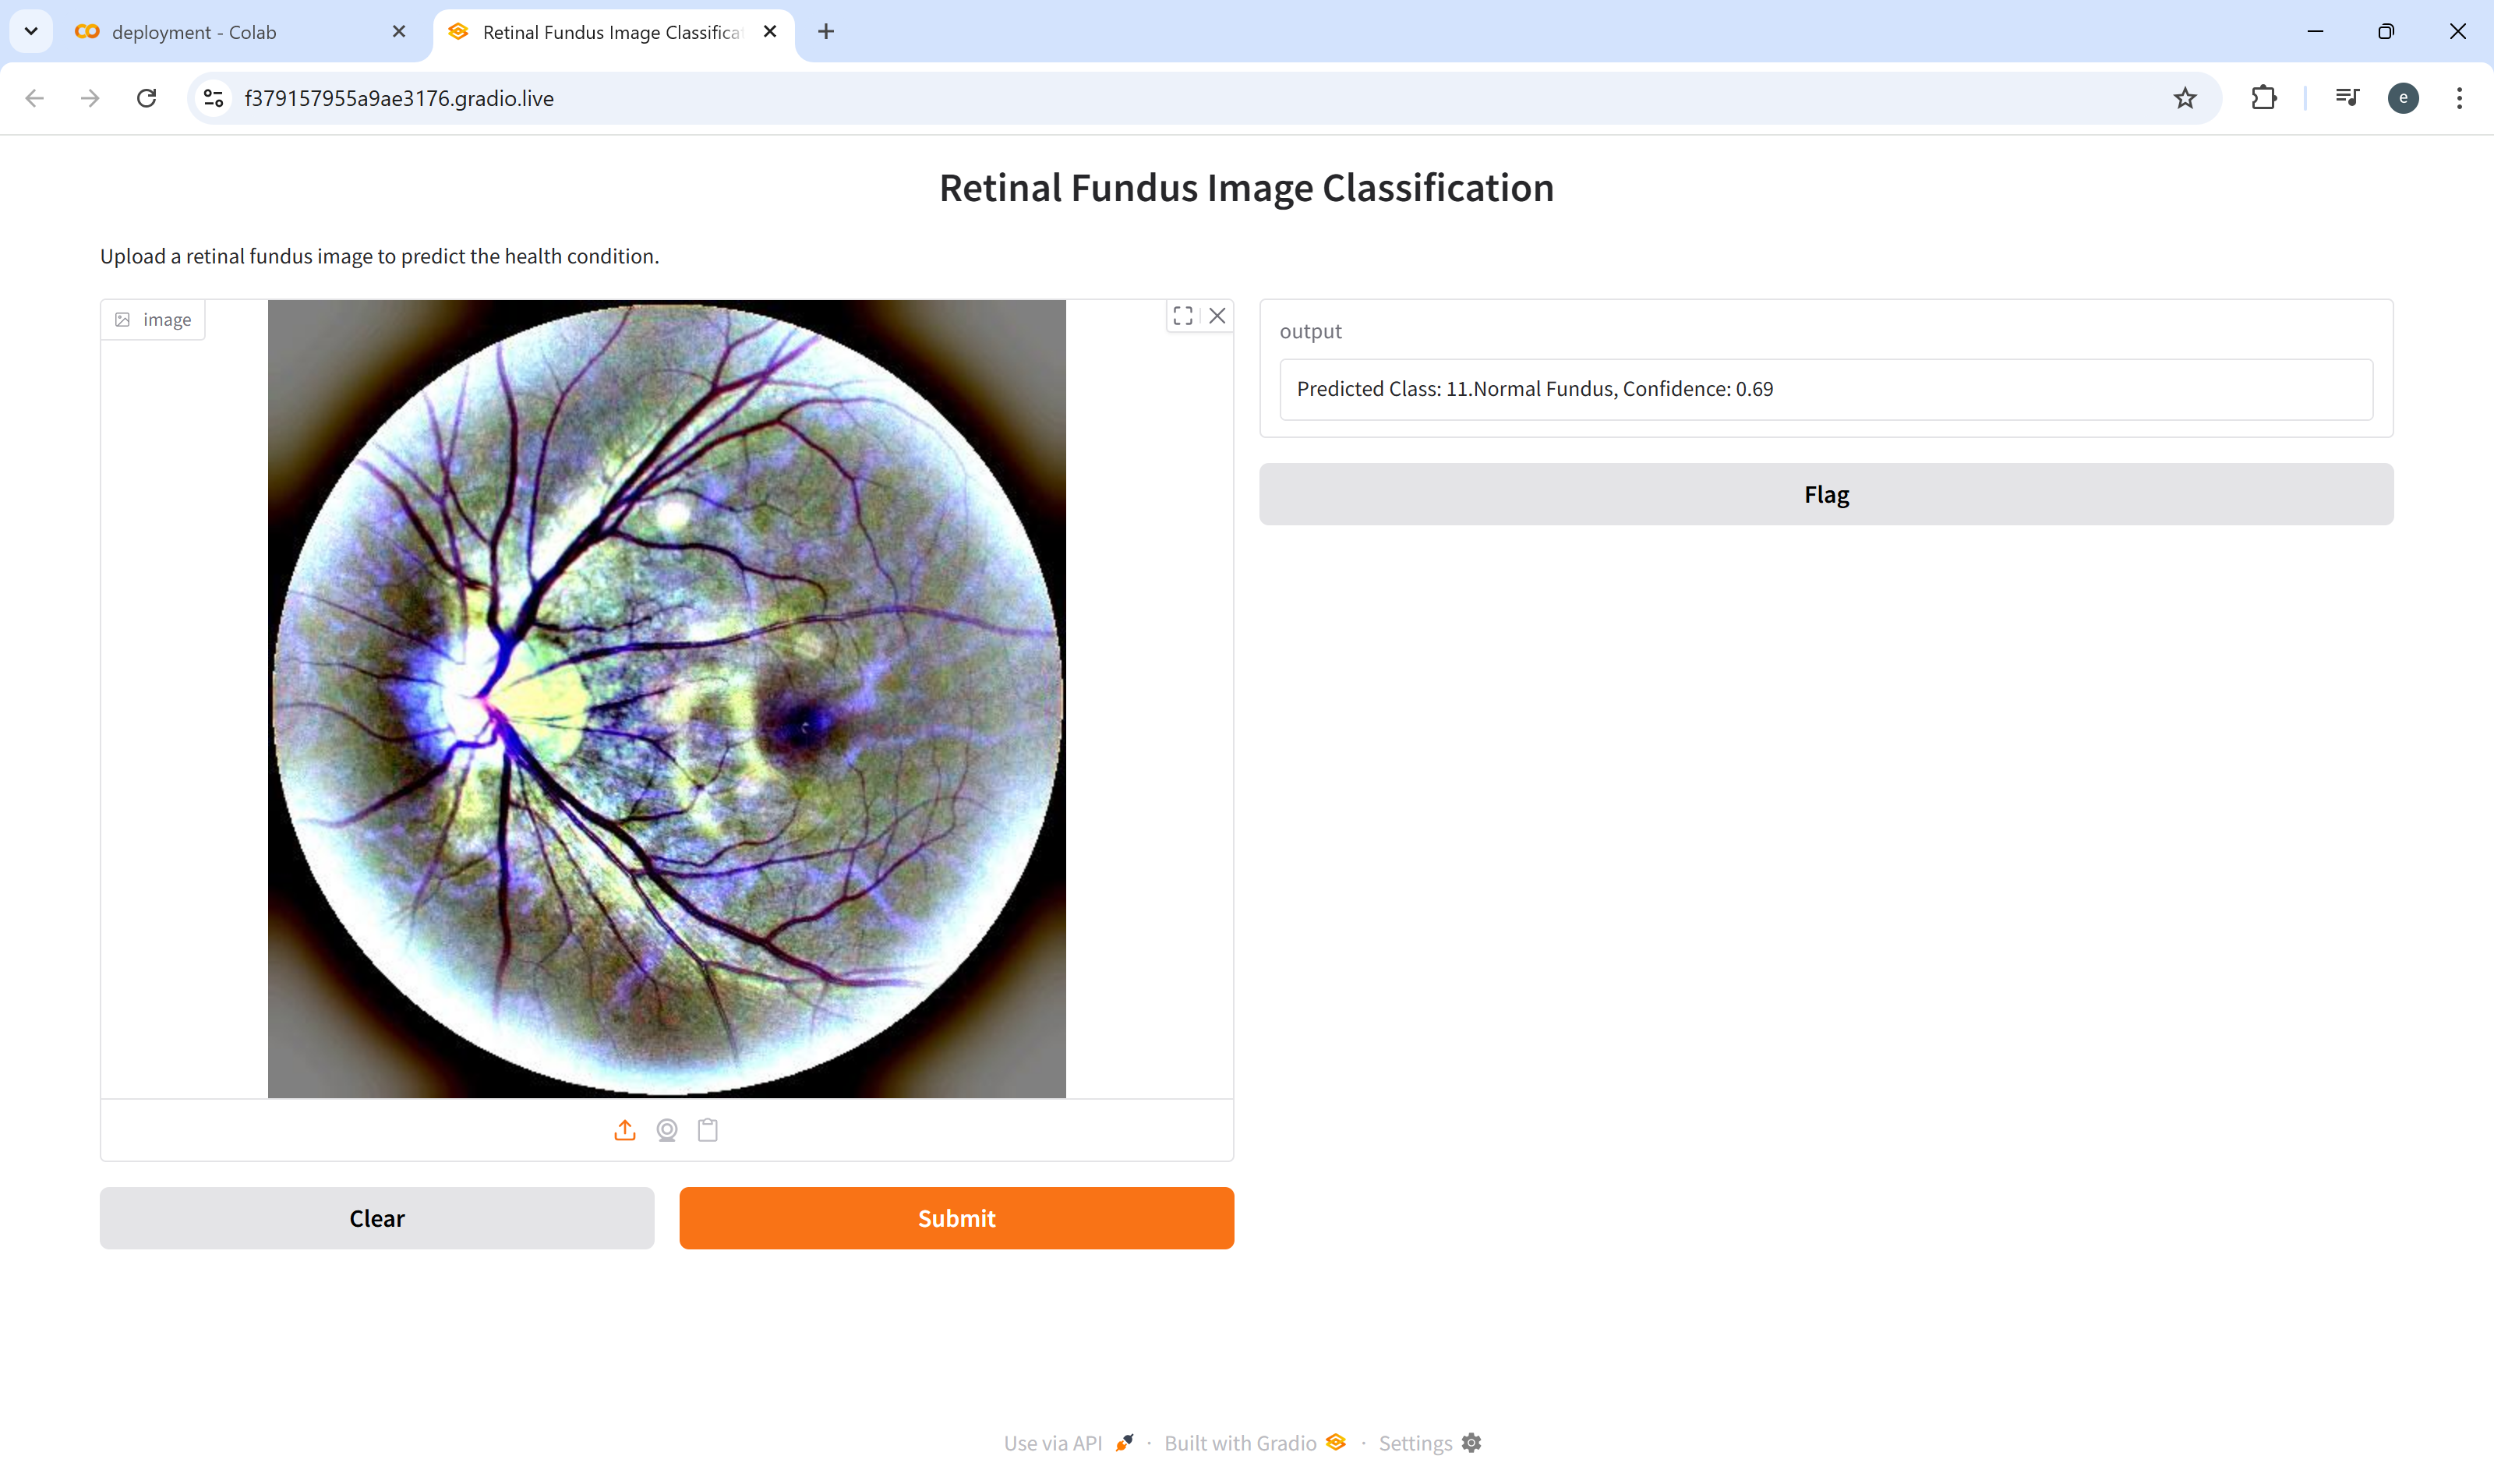 deployment - Colab
Retinal Fundus Image Classifica
f379157955a9ae3176.gradio.live
e
Retinal Fundus Image Classification
Upload a retinal fundus image to predict the health condition.
image
output
Predicted Class: 11.Normal Fundus, Confidence: 0.69
Flag
Clear
Submit
Use via API · Built with Gradio · Settings